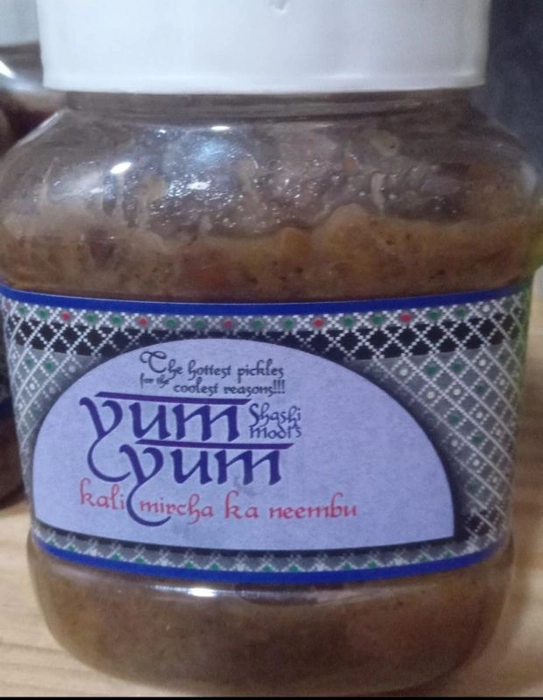 The hottest pickles
for the coolest reasons!!!
yum Shashi Modi's
yum
kali mircha ka neembu